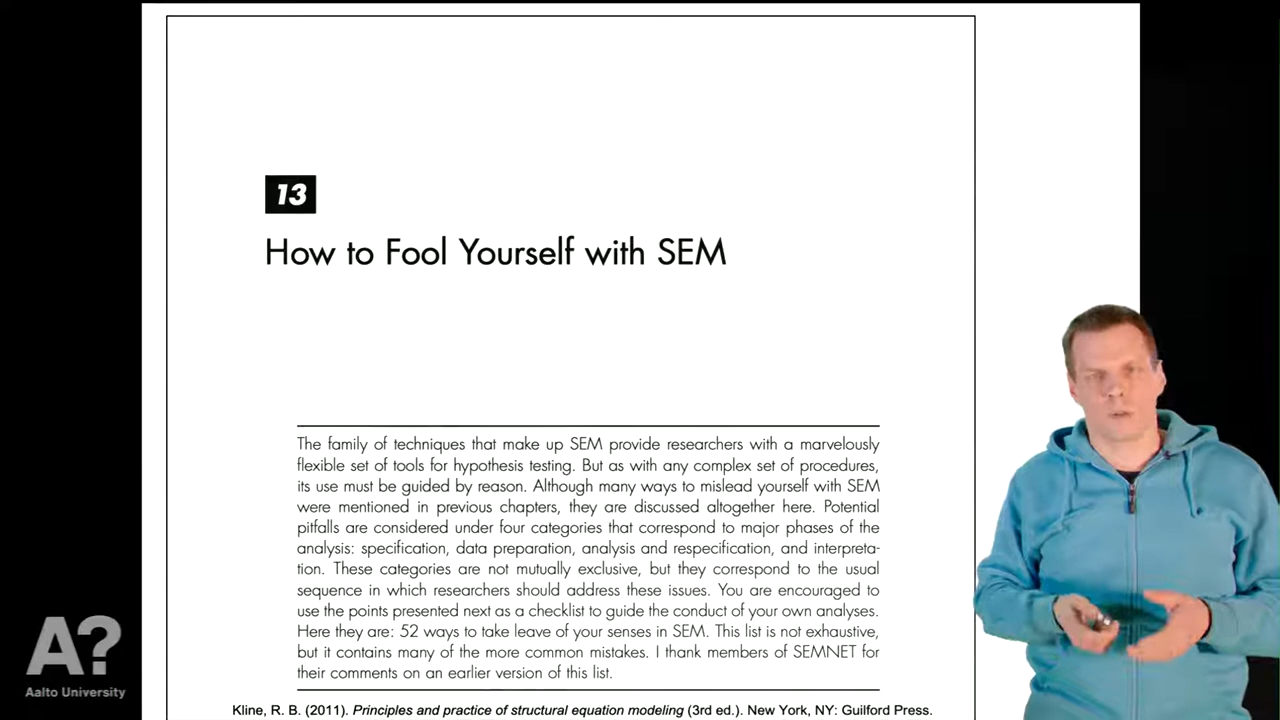 13
How to Fool Yourself with SEM
The family of techniques that make up SEM provide researchers with a marvelously
flexible set of tools for hypothesis testing. But as with any complex set of procedures,
its use must be guided by reason. Although many ways to mislead yourself with SEM
were mentioned in previous chapters, they are discussed altogether here. Potential
pitfalls are considered under four categories that correspond to major phases of the
analysis: specification, data preparation, analysis and respecification, and interpreta-
tion. These categories are not mutually exclusive, but they correspond to the usual
sequence in which researchers should address these issues. You are encouraged to
use the points presented next as a checklist to guide the conduct of your own analyses.
Here they are: 52 ways to take leave of your senses in SEM. This list is not exhaustive,
but it contains many of the more common mistakes. I thank members of SEMNET for
their comments on an earlier version of this list.
Kline, R. B. (2011). Principles and practice of structural equation modeling (3rd ed.). New York, NY: Guilford Press.
A?
Aalto University